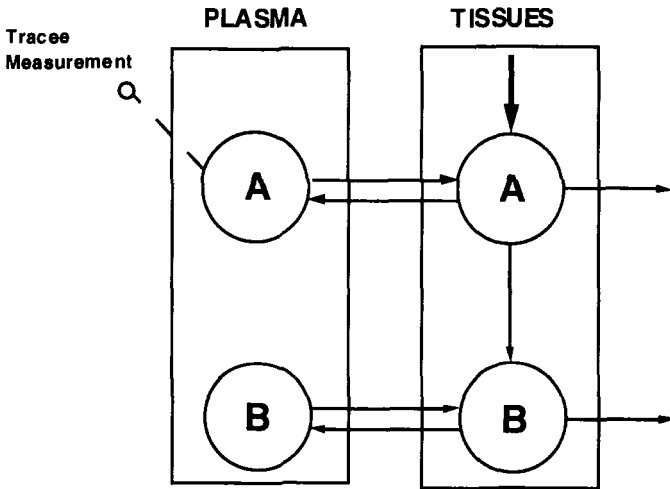 PLASMA
TISSUES
Tracee
Measurement
A
A
B
B